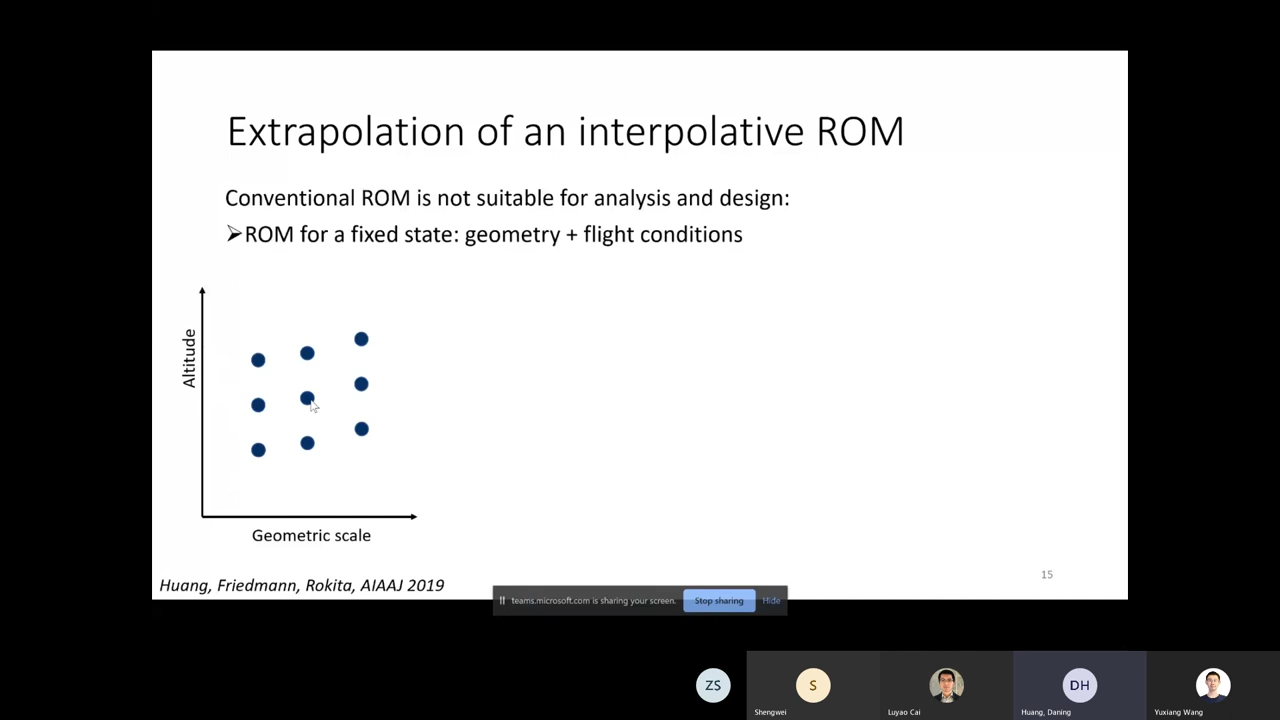 Extrapolation of an interpolative ROM
Conventional ROM is not suitable for analysis and design:
➢ROM for a fixed state: geometry + flight conditions
Altitude
Geometric scale
Huang, Friedmann, Rokita, AIAAJ 2019
15
teams.microsoft.com is sharing your screen.
Stop sharing
Hide
ZS
S
DH
Shengwei
Luyao Cai
Huang, Daning
Yuxiang Wang